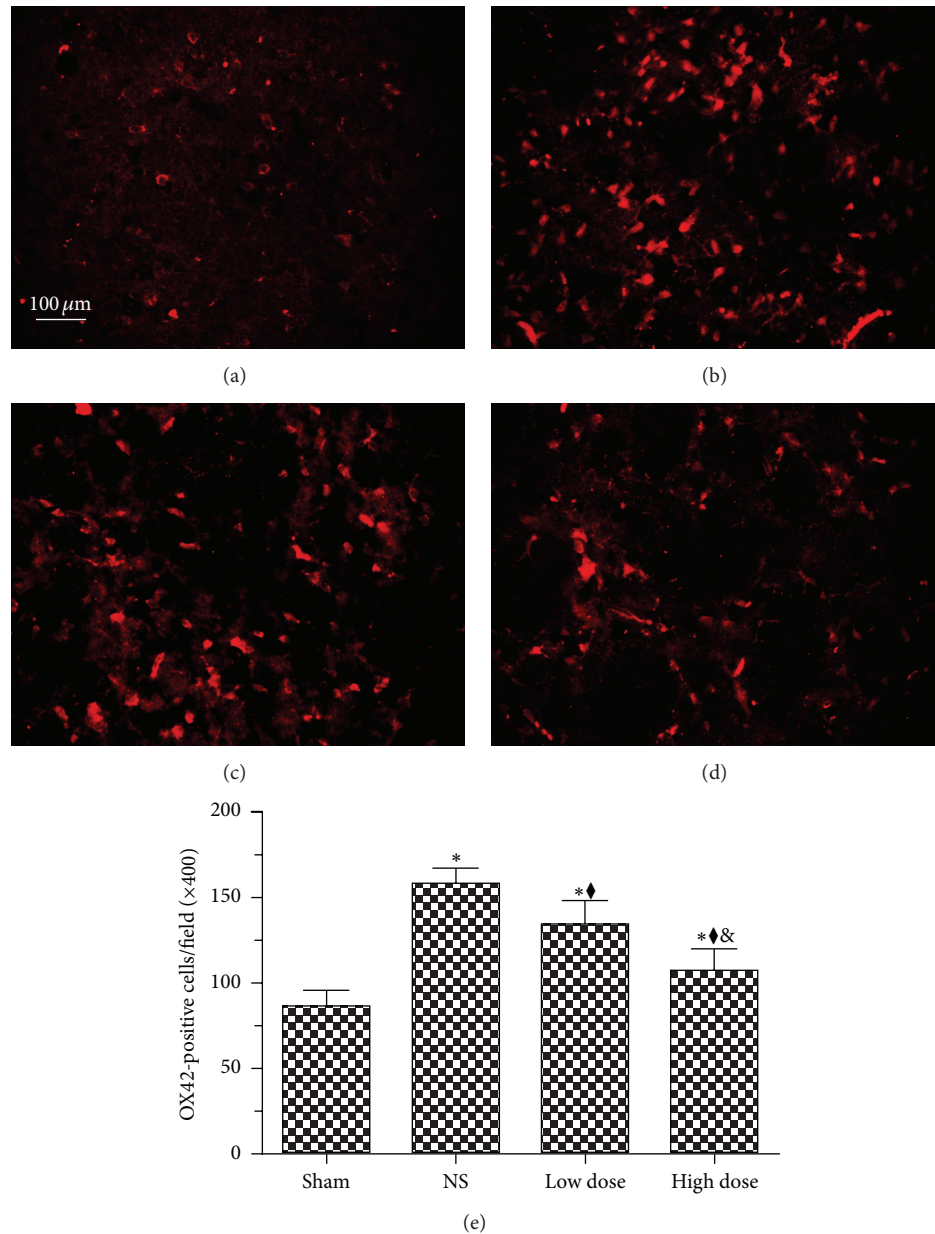 100 μm
(a)
(b)
(c)
(d)
200
150
100
50
0
OX42-positive cells/field (×400)
*
*♦
*♦&
Sham
NS
Low dose
High dose
(e)